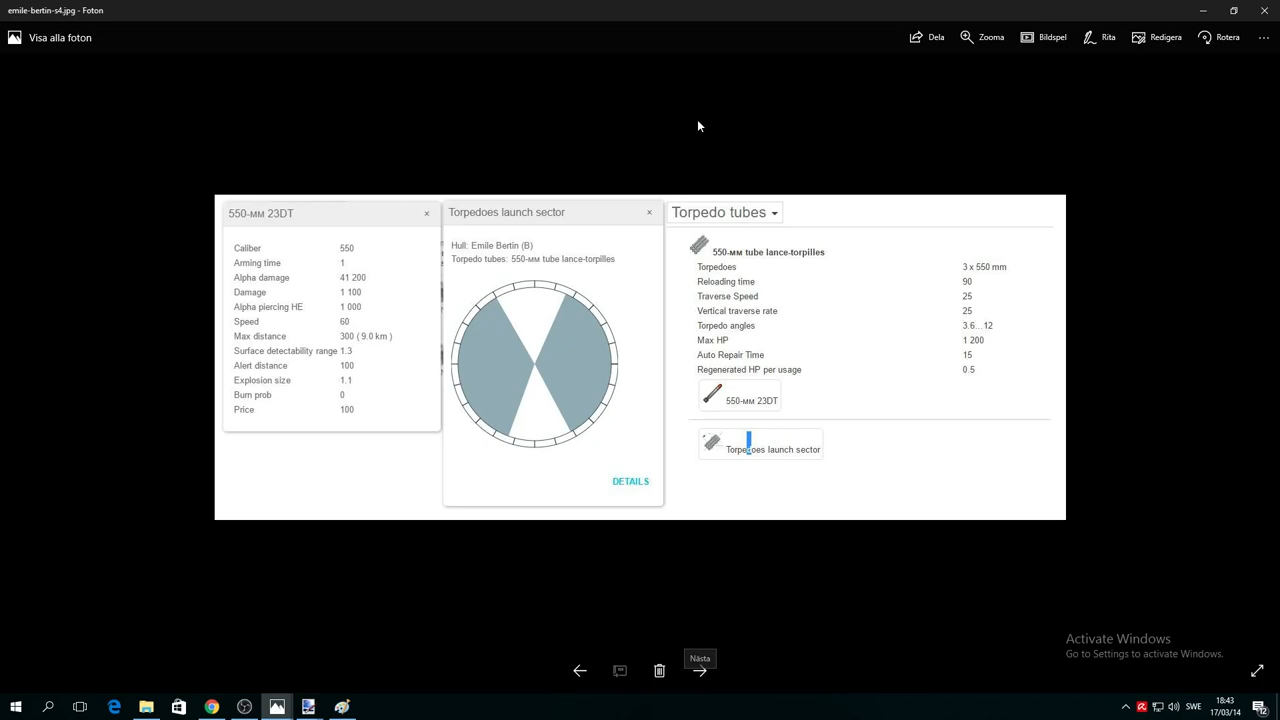 emile-bertin-s4.jpg - Foton
Visa alla foton
Dela
Zooma
Bildspel
Rita
Redigera
Rotera
550-мм 23DT
Caliber 550
Arming time 1
Alpha damage 41 200
Damage 1 100
Alpha piercing HE 1 000
Speed 60
Max distance 300 ( 9.0 km )
Surface detectability range 1.3
Alert distance 100
Explosion size 1.1
Burn prob 0
Price 100
Torpedoes launch sector
Hull: Emile Bertin (B)
Torpedo tubes: 550-мм tube lance-torpilles
DETAILS
Torpedo tubes
550-мм tube lance-torpilles
Torpedoes 3 x 550 mm
Reloading time 90
Traverse Speed 25
Vertical traverse rate 25
Torpedo angles 3.6...12
Max HP 1 200
Auto Repair Time 15
Regenerated HP per usage 0.5
550-мм 23DT
Torpedoes launch sector
Activate Windows
Go to Settings to activate Windows.
Nästa
SWE
18:43
17/03/14
12